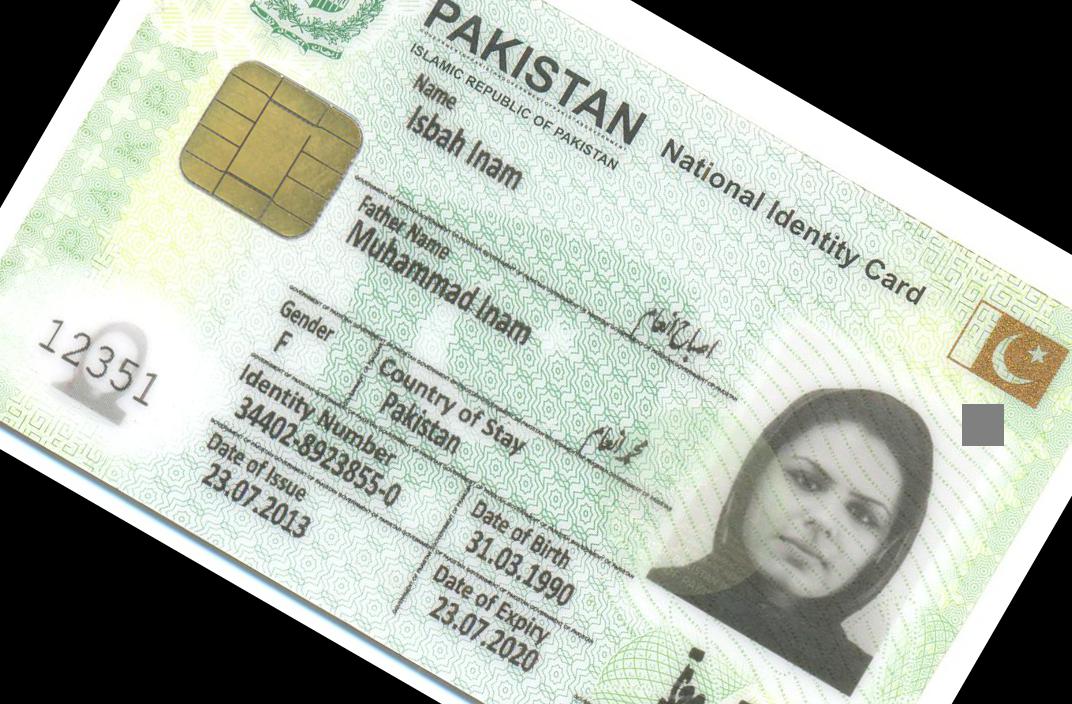 PAKISTAN National Identity Card
ISLAMIC REPUBLIC OF PAKISTAN
Name
Isbah Inam
اصباح انعام
Father Name
Muhammad Inam
محمد انعام
Gender
F
Country of Stay
Pakistan
Identity Number
34402-8923855-0
Date of Birth
31.03.1990
Date of Issue
23.07.2013
Date of Expiry
23.07.2020
12351